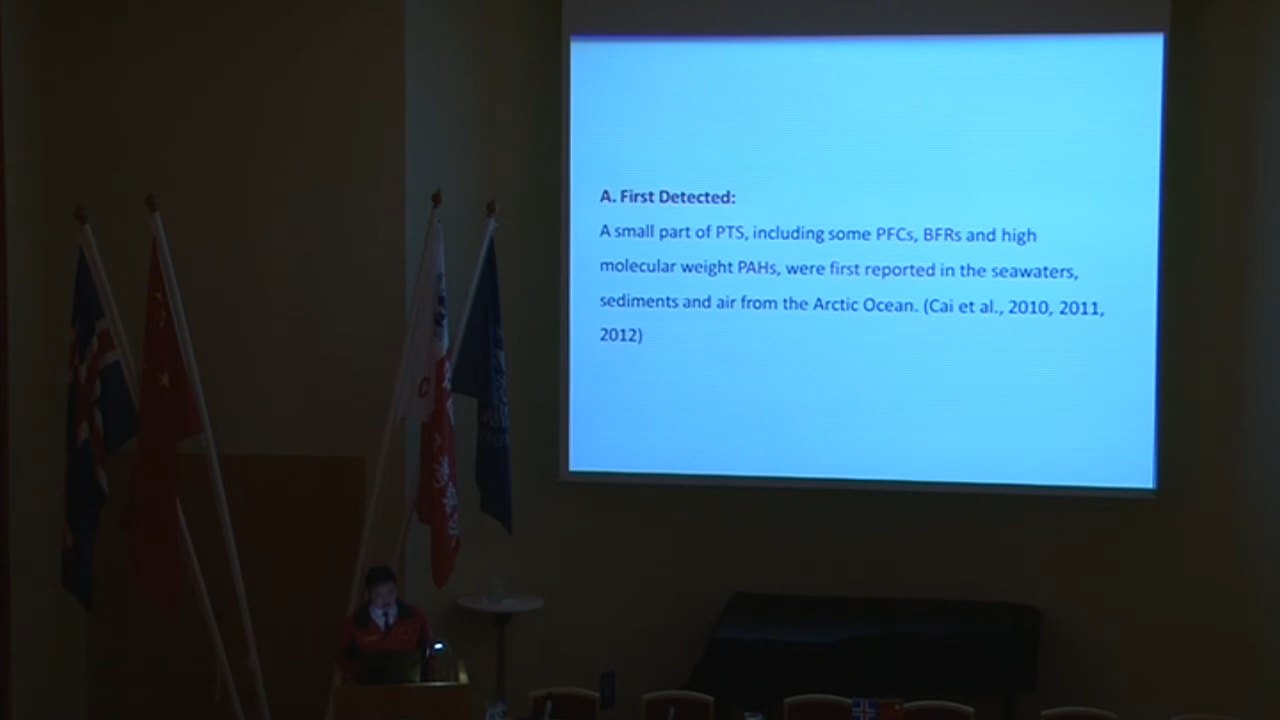 A. First Detected:
A small part of PTS, including some PFCs, BFRs and high
molecular weight PAHs, were first reported in the seawaters,
sediments and air from the Arctic Ocean. (Cai et al., 2010, 2011,
2012)